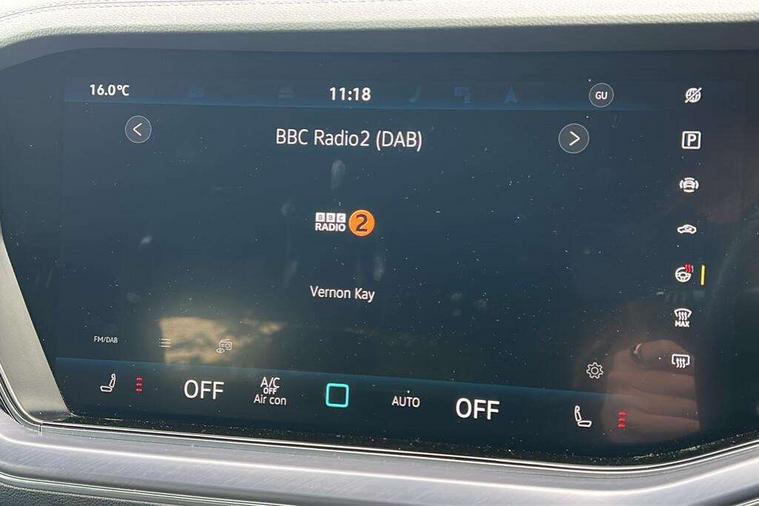 16.0°C
11:18
GU
BBC Radio2 (DAB)
P
BBC
RADIO 2
Vernon Kay
MAX
FM/DAB
OFF
A/C
OFF
Air con
AUTO
OFF